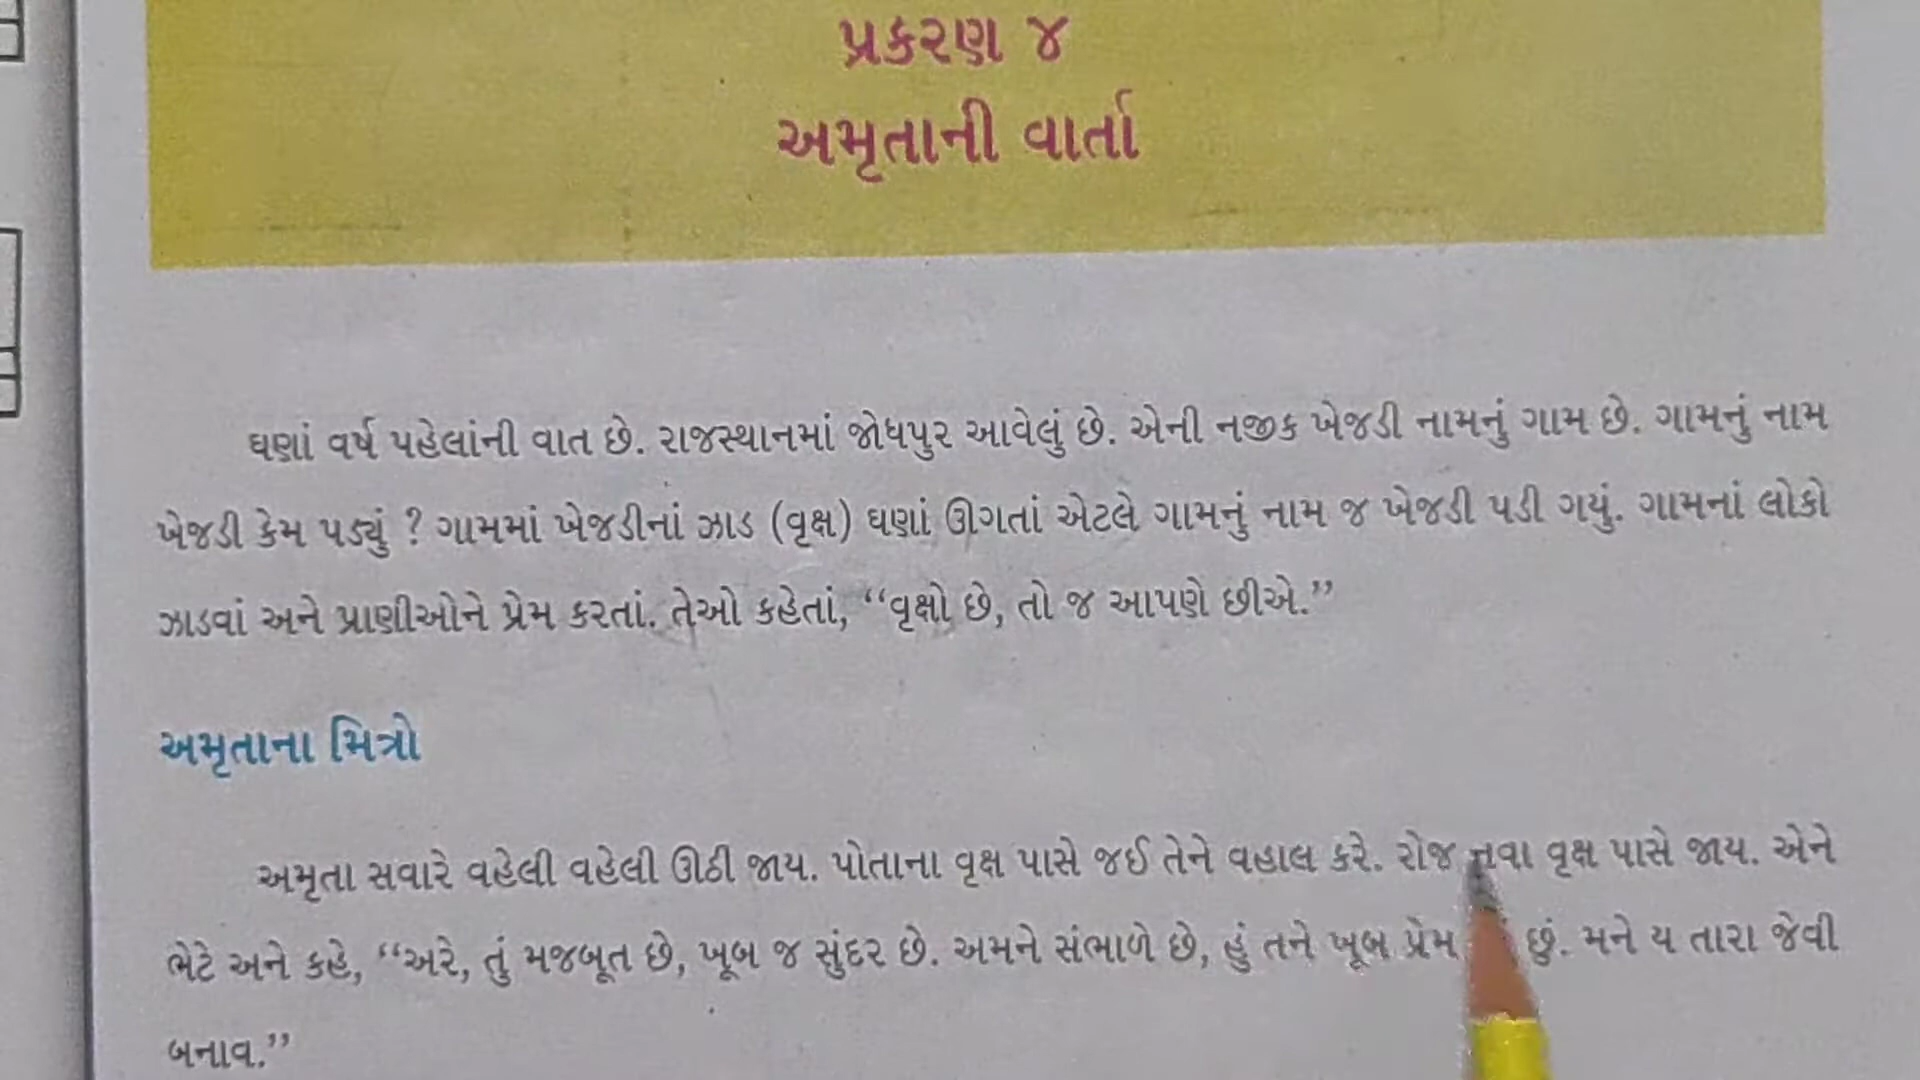 પ્રકરણ ૪
અમૃતાની વાર્તા
ઘણાં વર્ષ પહેલાંની વાત છે. રાજસ્થાનમાં જોધપુર આવેલું છે. એની નજીક ખેજડી નામનું ગામ છે. ગામનું નામ
ખેજડી કેમ પડ્યું ? ગામમાં ખેજડીનાં ઝાડ (વૃક્ષ) ઘણાં ઊગતાં એટલે ગામનું નામ જ ખેજડી પડી ગયું. ગામનાં લોકો
ઝાડવાં અને પ્રાણીઓને પ્રેમ કરતાં. તેઓ કહેતાં, “વૃક્ષો છે, તો જ આપણે છીએ.”
અમૃતાના મિત્રો
અમૃતા સવારે વહેલી વહેલી ઊઠી જાય. પોતાના વૃક્ષ પાસે જઈ તેને વહાલ કરે. રોજ નવા વૃક્ષ પાસે જાય. એને
ભેટે અને કહે, “અરે, તું મજબૂત છે, ખૂબ જ સુંદર છે. અમને સંભાળે છે, હું તને ખૂબ પ્રેમ છું. મને ય તારા જેવી
બનાવ.”